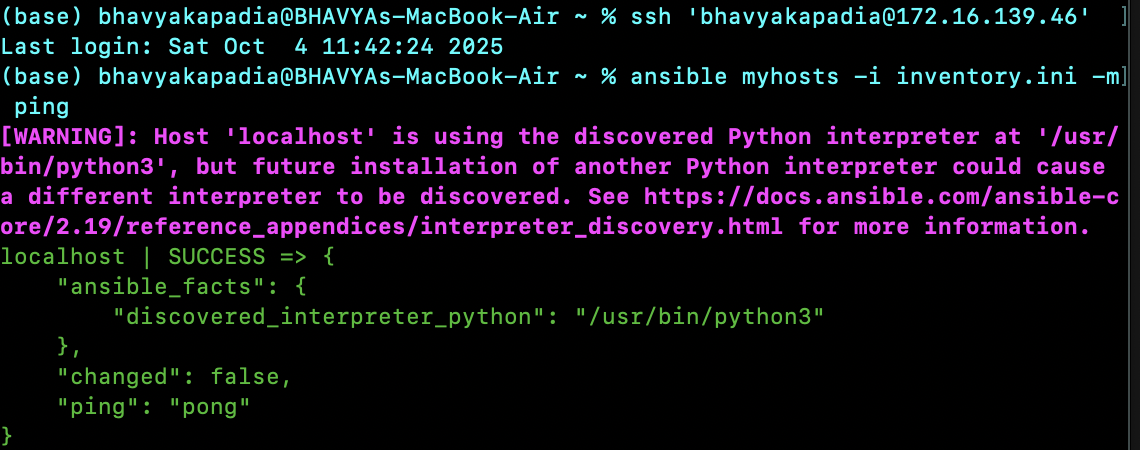 (base) bhavyakapadia@BHAVYAs-MacBook-Air ~ % ssh 'bhavyakapadia@172.16.139.46'  ]
Last login: Sat Oct  4 11:42:24 2025
(base) bhavyakapadia@BHAVYAs-MacBook-Air ~ % ansible myhosts -i inventory.ini -m]
 ping
[WARNING]: Host 'localhost' is using the discovered Python interpreter at '/usr/
bin/python3', but future installation of another Python interpreter could cause
a different interpreter to be discovered. See https://docs.ansible.com/ansible-c
ore/2.19/reference_appendices/interpreter_discovery.html for more information.
localhost | SUCCESS => {
    "ansible_facts": {
        "discovered_interpreter_python": "/usr/bin/python3"
    },
    "changed": false,
    "ping": "pong"
}